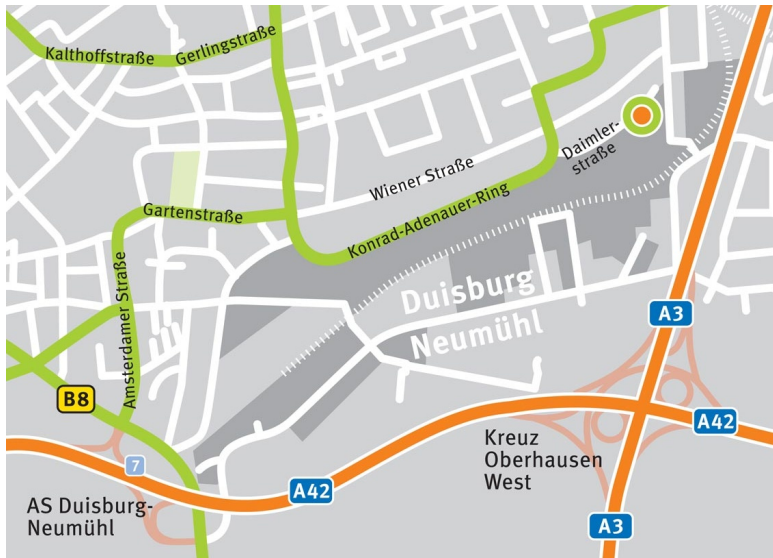 Kalthoffstraße
Gerlingstraße
Daimler-
straße
Wiener Straße
Gartenstraße
Konrad-Adenauer-Ring
Amsterdamer Straße
Duisburg
Neumühl
A3
B8
A42
Kreuz
Oberhausen
West
7
A42
AS Duisburg-
Neumühl
A3